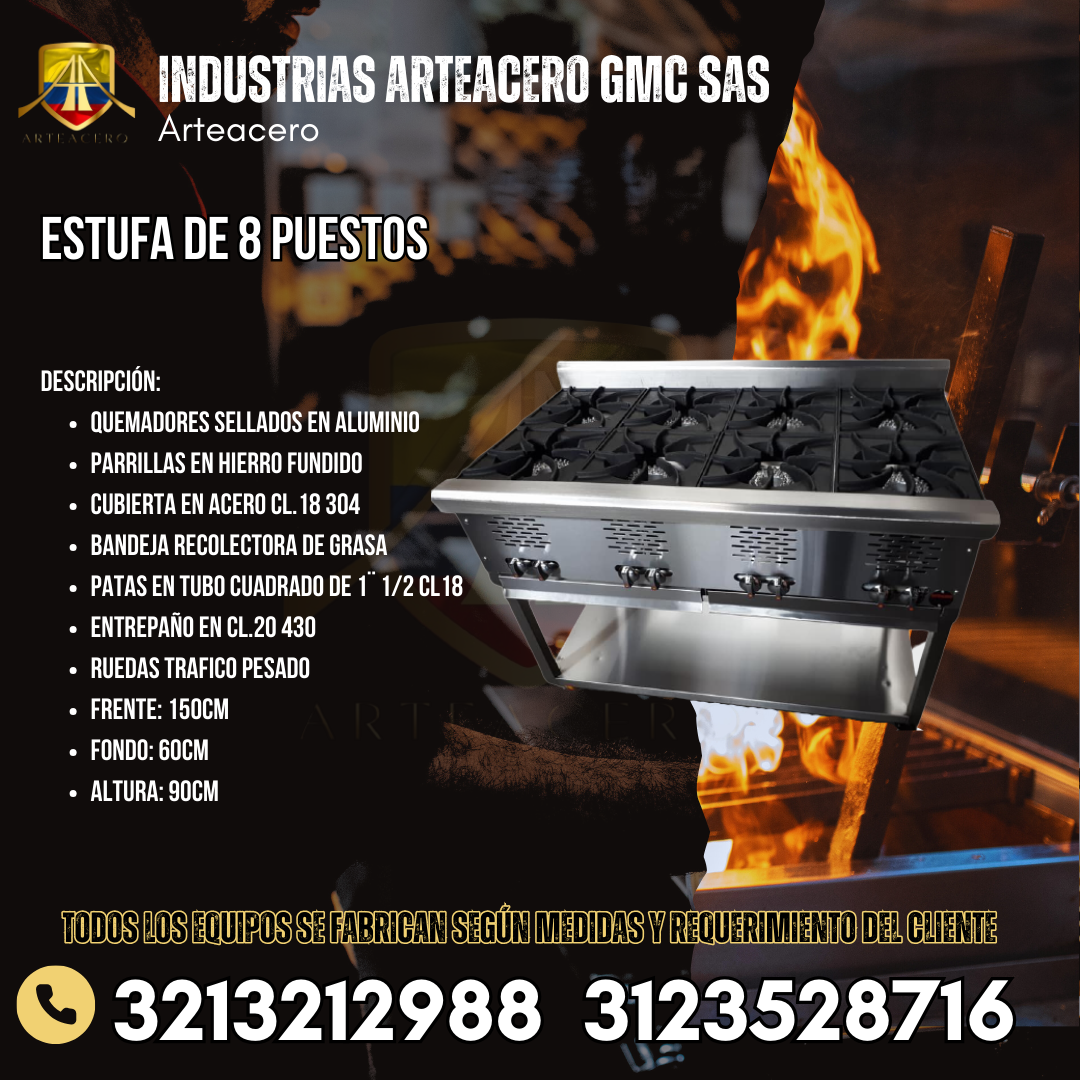 INDUSTRIAS ARTEACERO GMC SAS
Arteacero
ARTEACERO
ESTUFA DE 8 PUESTOS
DESCRIPCIÓN:
• QUEMADORES SELLADOS EN ALUMINIO
• PARRILLAS EN HIERRO FUNDIDO
• CUBIERTA EN ACERO CL.18 304
• BANDEJA RECOLECTORA DE GRASA
• PATAS EN TUBO CUADRADO DE 1¨ 1/2 CL18
• ENTREPAÑO EN CL.20 430
• RUEDAS TRAFICO PESADO
• FRENTE: 150CM
• FONDO: 60CM
• ALTURA: 90CM
ARTEACERO
TODOS LOS EQUIPOS SE FABRICAN SEGÚN MEDIDAS Y REQUERIMIENTO DEL CLIENTE
3213212988 3123528716